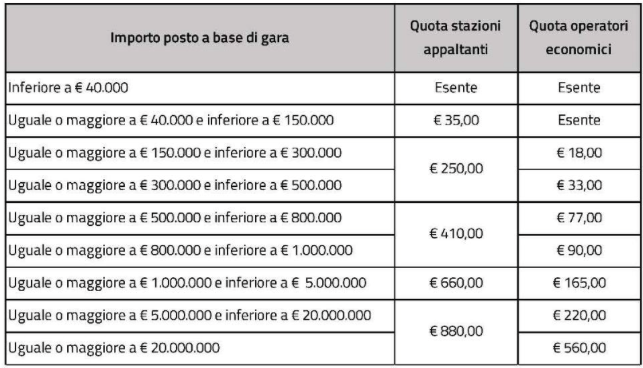 Importo posto a base di gara
Quota stazioni
appaltanti
Quota operatori
economici
Inferiore a € 40.000
Esente
Esente
Uguale o maggiore a € 40.000 e inferiore a € 150.000
€ 35,00
Esente
Uguale o maggiore a € 150.000 e inferiore a € 300.000
€ 250,00
€ 18,00
Uguale o maggiore a € 300.000 e inferiore a € 500.000
€ 33,00
Uguale o maggiore a € 500.000 e inferiore a € 800.000
€ 410,00
€ 77,00
Uguale o maggiore a € 800.000 e inferiore a € 1.000.000
€ 90,00
Uguale o maggiore a € 1.000.000 e inferiore a € 5.000.000
€ 660,00
€ 165,00
Uguale o maggiore a € 5.000.000 e inferiore a € 20.000.000
€ 880,00
€ 220,00
Uguale o maggiore a € 20.000.000
€ 560,00